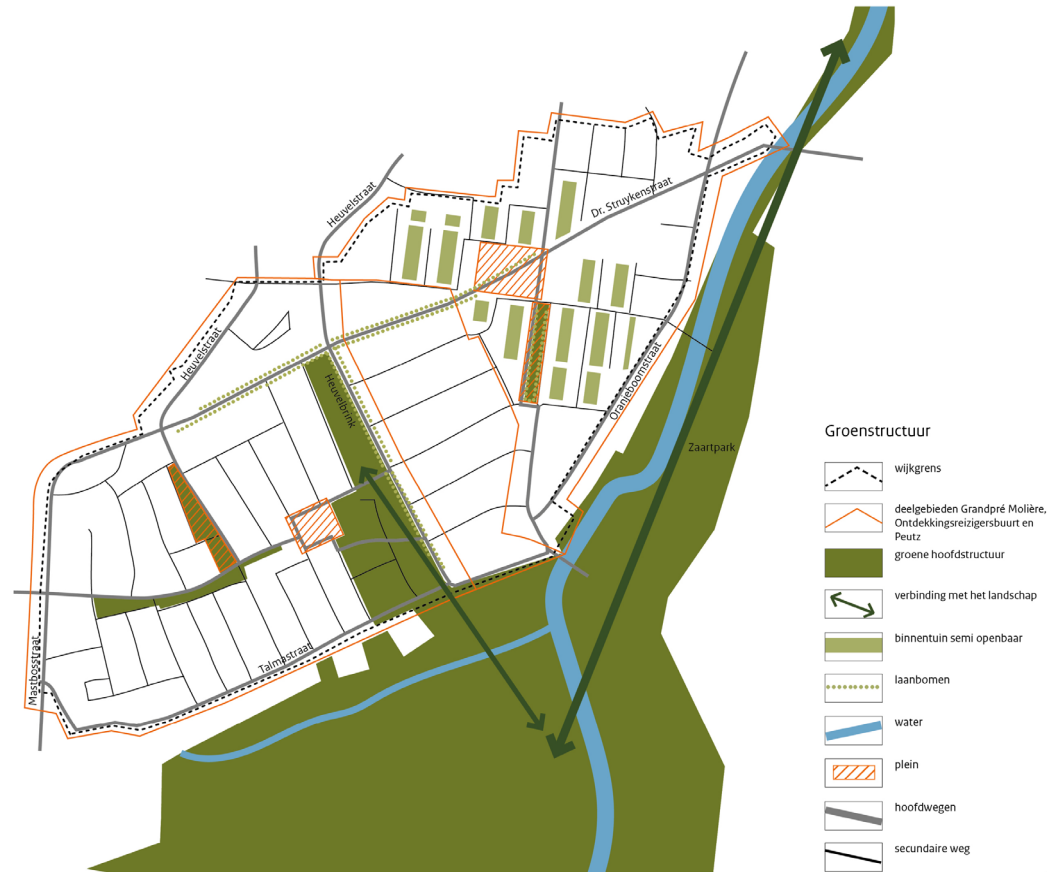 Heuvelstraat
Dr. Struykenstraat
Heuvelstraat
Heuvelbrink
Oranjeboomstraat
Zaartpark
Mastbosstraat
Talmastraat
Groenstructuur
wijkgrens
deelgebieden Grandpré Molière,
Ontdekkingsreizigersbuurt en
Peutz
groene hoofdstructuur
verbinding met het landschap
binnentuin semi openbaar
laanbomen
water
plein
hoofdwegen
secundaire weg